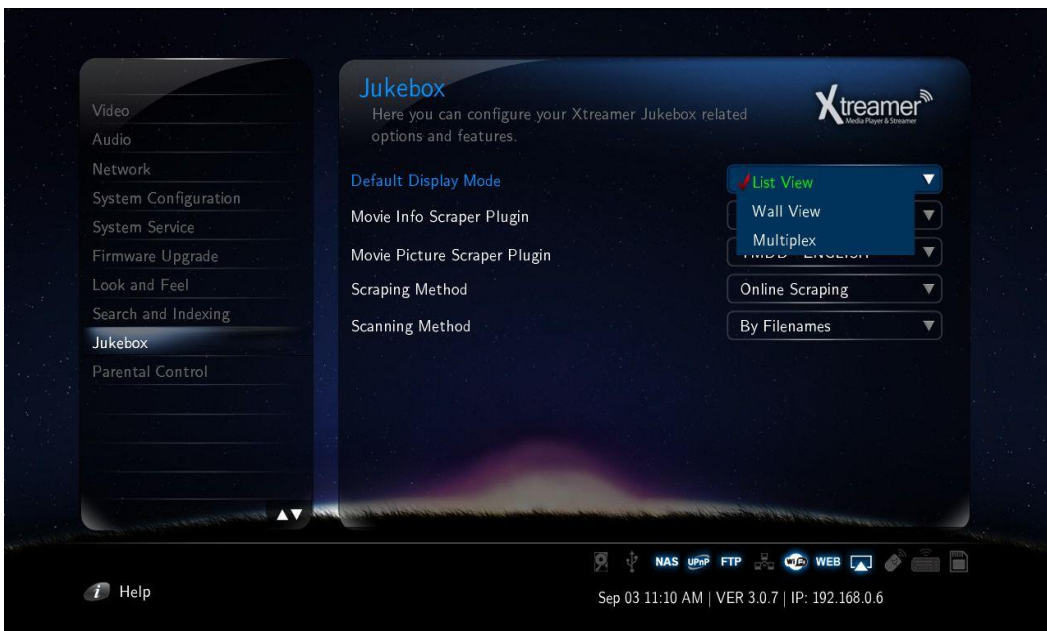 Video
Audio
Network
System Configuration
System Service
Firmware Upgrade
Look and Feel
Search and Indexing
Jukebox
Parental Control
Jukebox
Here you can configure your Xtreamer Jukebox related
options and features.
Xtreamer
Media Player & Streamer
Default Display Mode
List View
Wall View
Multiplex
Movie Info Scraper Plugin
Movie Picture Scraper Plugin
ENGLISH
Scraping Method
Online Scraping
Scanning Method
By Filenames
NAS UPnP FTP WiFi WEB
Help
Sep 03 11:10 AM | VER 3.0.7 | IP: 192.168.0.6